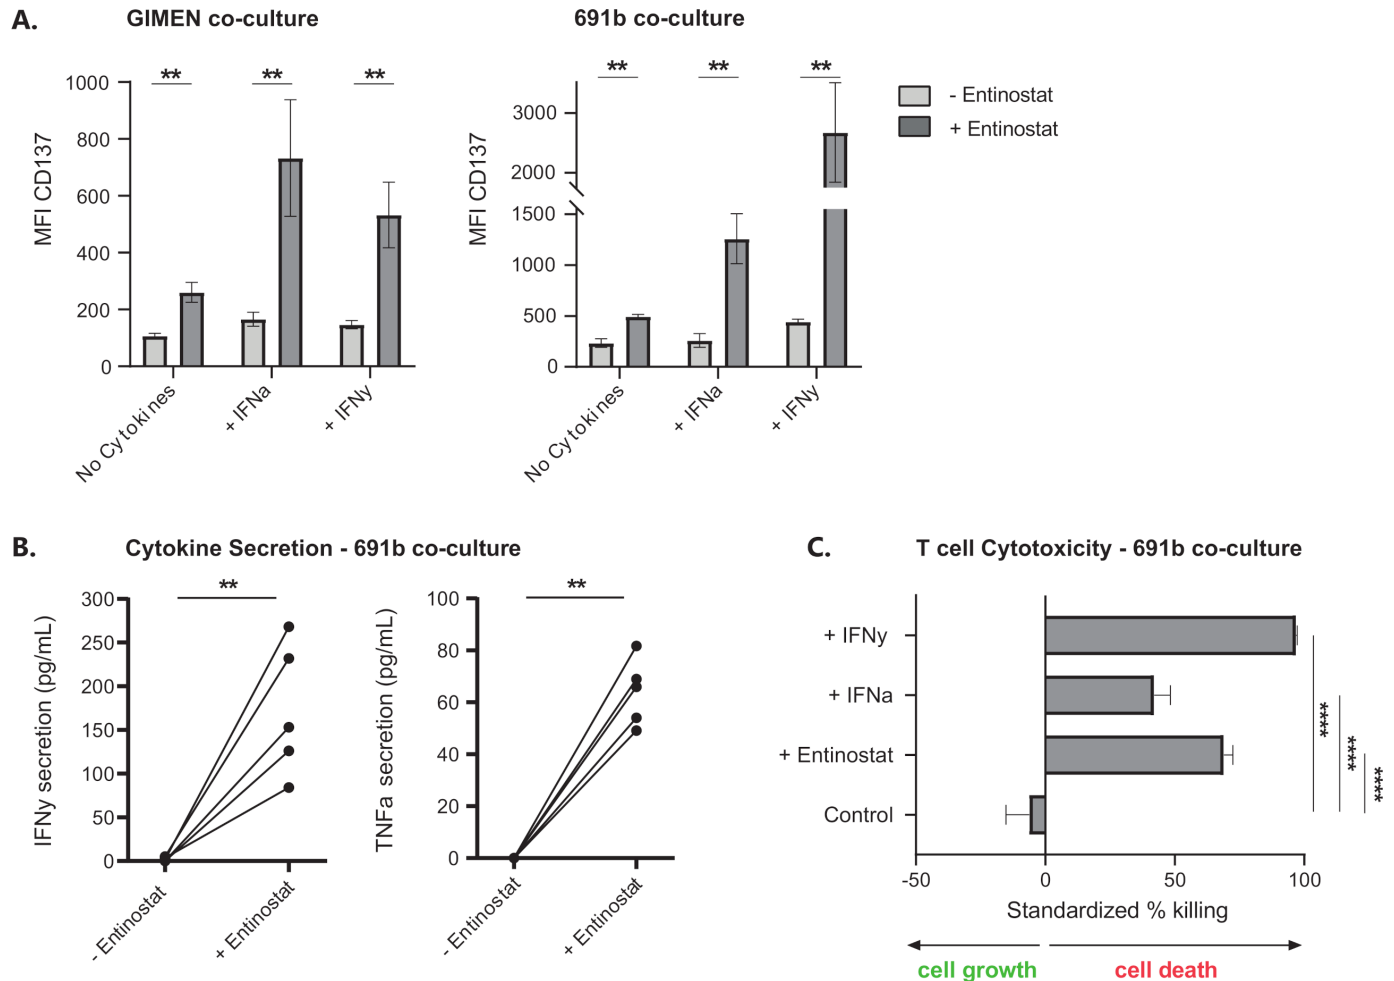 A.
GIMEN co-culture
691b co-culture
- Entinostat
+ Entinostat
MFI CD137
1000
800
600
400
200
0
**
**
**
No Cytokines
+ IFNa
+ IFNy
MFI CD137
3000
2000
1500
1000
500
0
**
**
**
No Cytokines
+ IFNa
+ IFNy
B.
Cytokine Secretion - 691b co-culture
IFNy secretion (pg/mL)
300
250
200
150
100
50
0
**
- Entinostat
+ Entinostat
TNFa secretion (pg/mL)
100
80
60
40
20
0
**
- Entinostat
+ Entinostat
C.
T cell Cytotoxicity - 691b co-culture
+ IFNy
+ IFNa
+ Entinostat
Control
****
****
****
-50
0
50
100
Standardized % killing
cell growth
cell death